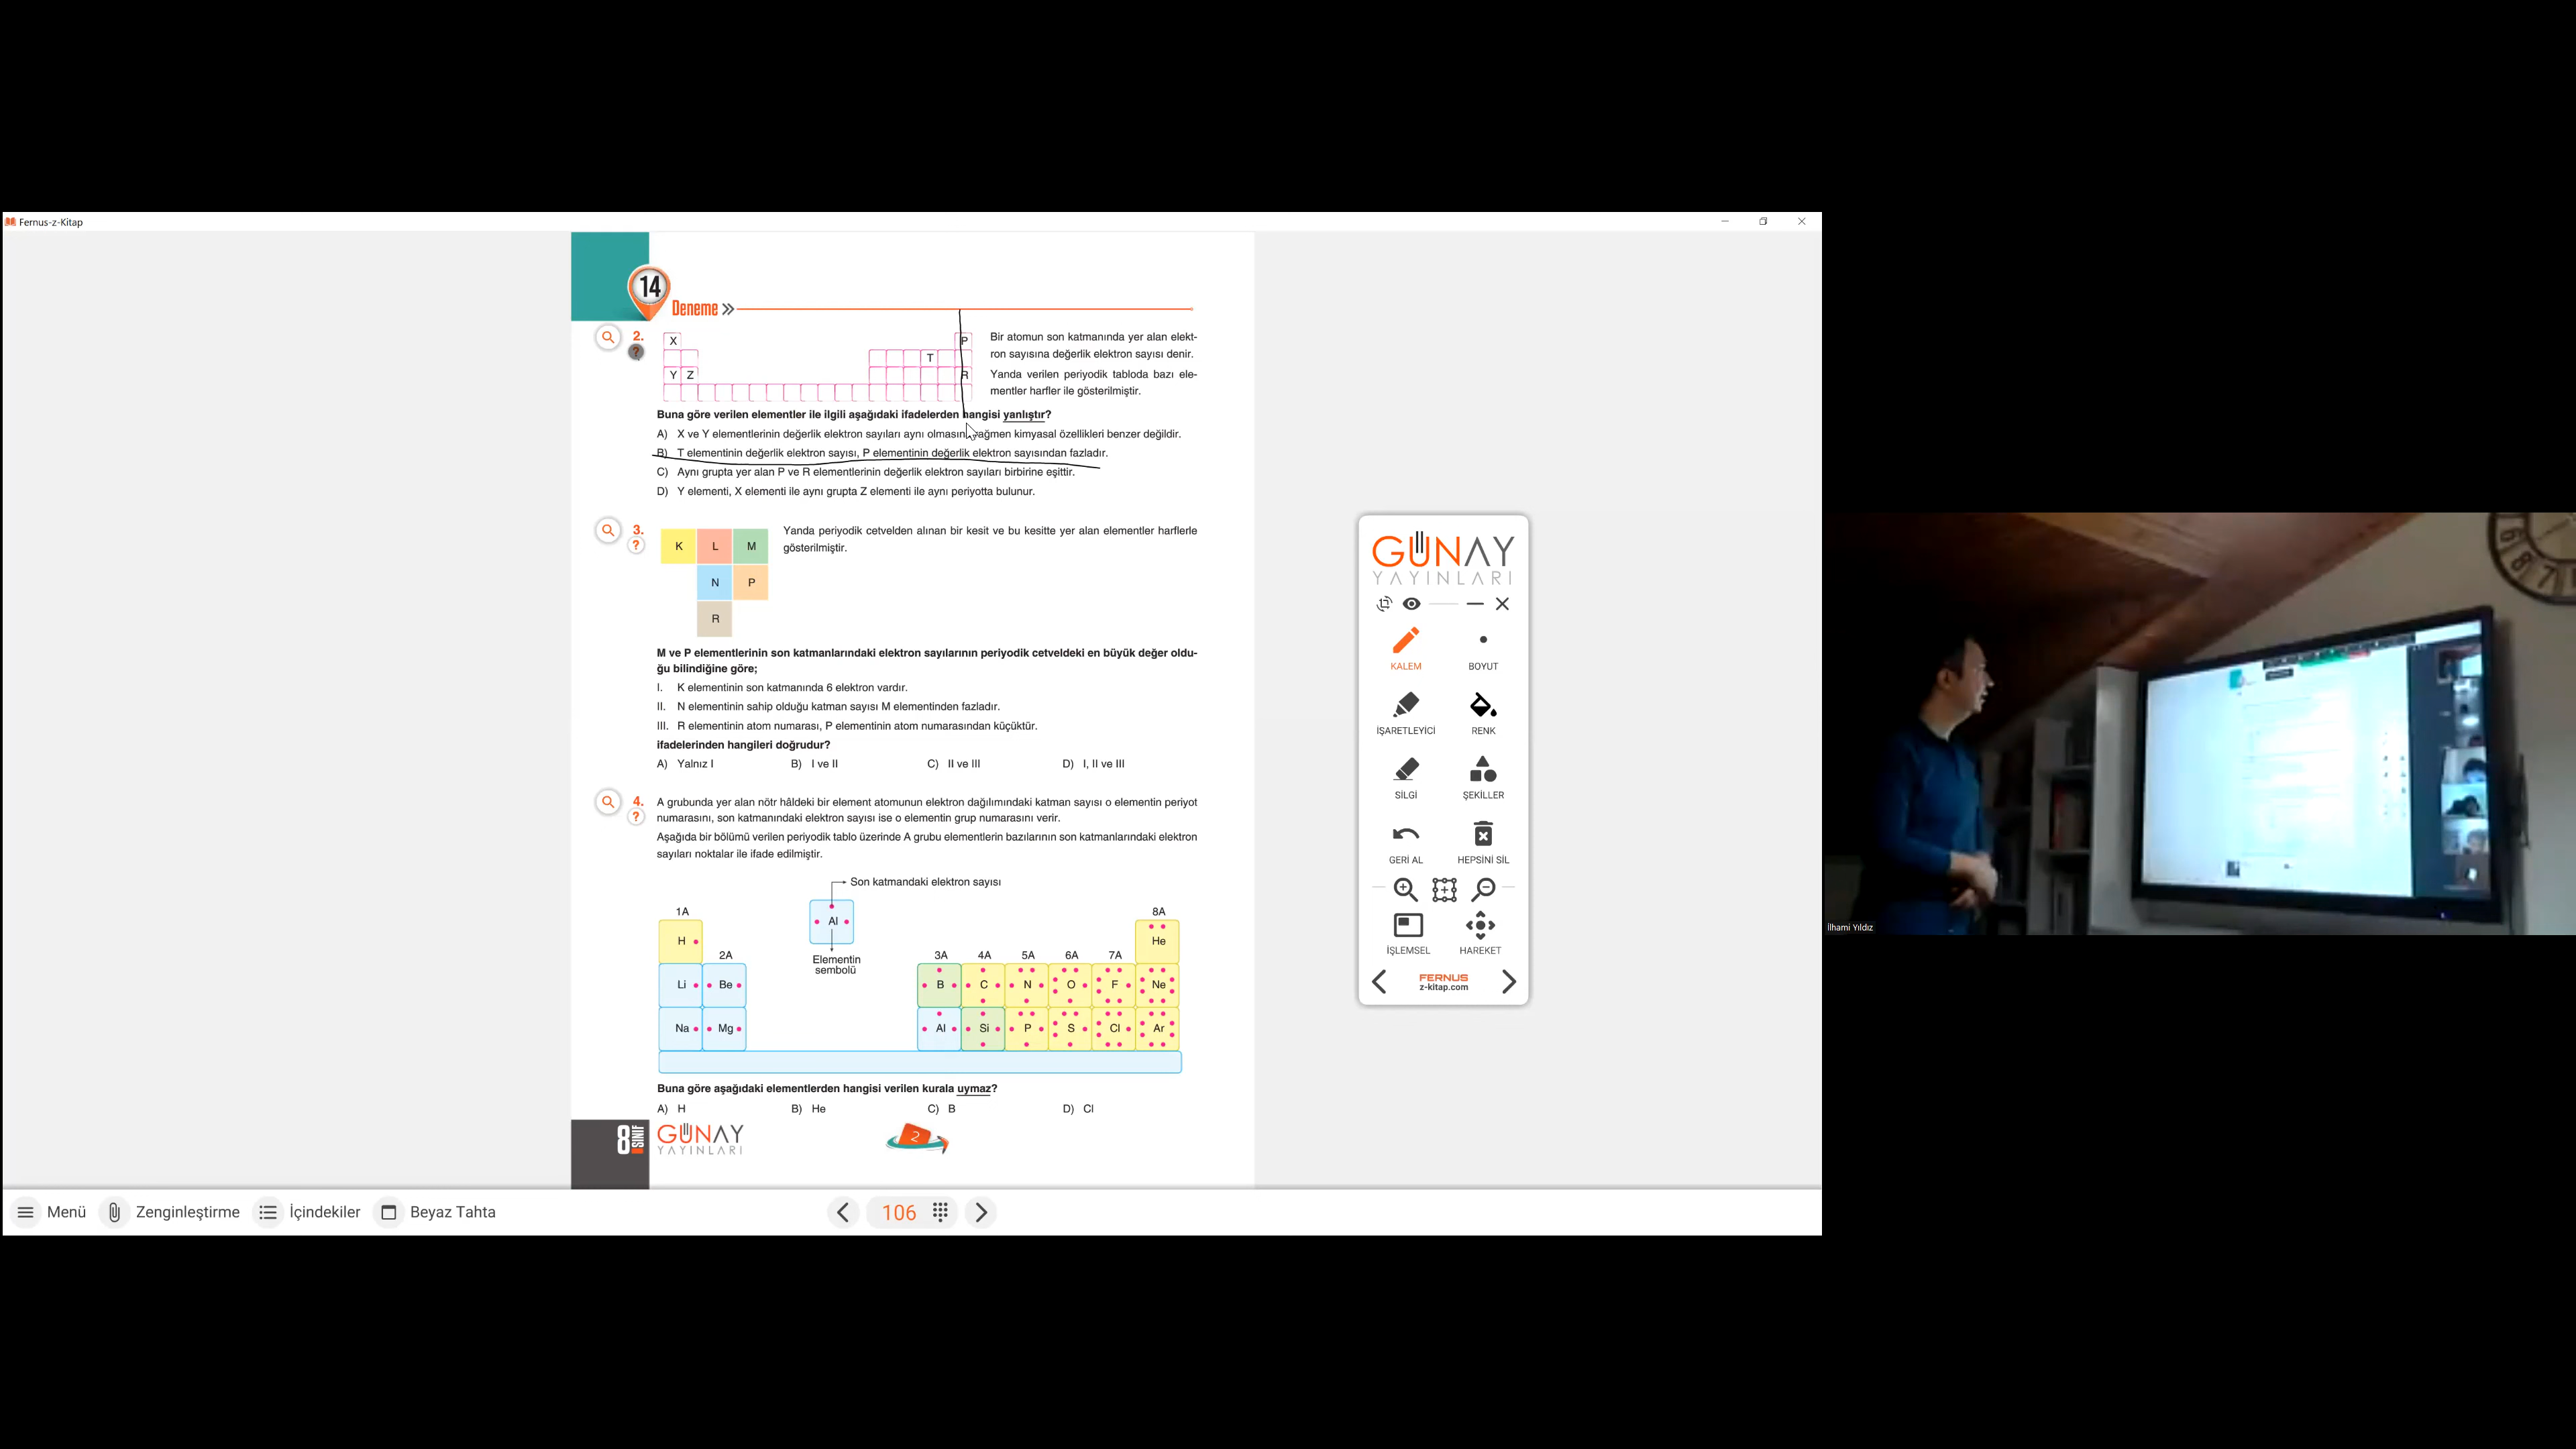 Fernus-z-Kitap
14
Deneme
2.
?
X
P
T
Y Z
R
Bir atomun son katmanında yer alan elekt-
ron sayısına değerlik elektron sayısı denir.
Yanda verilen periyodik tabloda bazı ele-
mentler harfler ile gösterilmiştir.
Buna göre verilen elementler ile ilgili aşağıdaki ifadelerden hangisi yanlıştır?
A) X ve Y elementlerinin değerlik elektron sayıları aynı olmasına rağmen kimyasal özellikleri benzer değildir.
B) T elementinin değerlik elektron sayısı, P elementinin değerlik elektron sayısından fazladır.
C) Aynı grupta yer alan P ve R elementlerinin değerlik elektron sayıları birbirine eşittir.
D) Y elementi, X elementi ile aynı grupta Z elementi ile aynı periyotta bulunur.
3.
?
K L M
N P
R
Yanda periyodik cetvelden alınan bir kesit ve bu kesitte yer alan elementler harflerle
gösterilmiştir.
M ve P elementlerinin son katmanlarındaki elektron sayılarının periyodik cetveldeki en büyük değer oldu-
ğu bilindiğine göre;
I. K elementinin son katmanında 6 elektron vardır.
II. N elementinin sahip olduğu katman sayısı M elementinden fazladır.
III. R elementinin atom numarası, P elementinin atom numarasından küçüktür.
ifadelerinden hangileri doğrudur?
A) Yalnız I B) I ve II C) II ve III D) I, II ve III
4.
?
A grubunda yer alan nötr hâldeki bir element atomunun elektron dağılımındaki katman sayısı o elementin periyot
numarasını, son katmanındaki elektron sayısı ise o elementin grup numarasını verir.
Aşağıda bir bölümü verilen periyodik tablo üzerinde A grubu elementlerin bazılarının son katmanlarındaki elektron
sayıları noktalar ile ifade edilmiştir.
Son katmandaki elektron sayısı
Al
Elementin
sembolü
1A 8A
H He
2A 3A 4A 5A 6A 7A
Li Be B C N O F Ne
Na Mg Al Si P S Cl Ar
Buna göre aşağıdaki elementlerden hangisi verilen kurala uymaz?
A) H B) He C) B D) Cl
8 SINIF
GÜNAY
YAYINLARI
2
GÜNAY
YAYINLARI
KALEM BOYUT
İŞARETLEYİCİ RENK
SİLGİ ŞEKİLLER
GERİ AL HEPSİNİ SİL
İŞLEMSEL HAREKET
FERNUS
z-kitap.com
Menü Zenginleştirme İçindekiler Beyaz Tahta 106
İlhami Yıldız